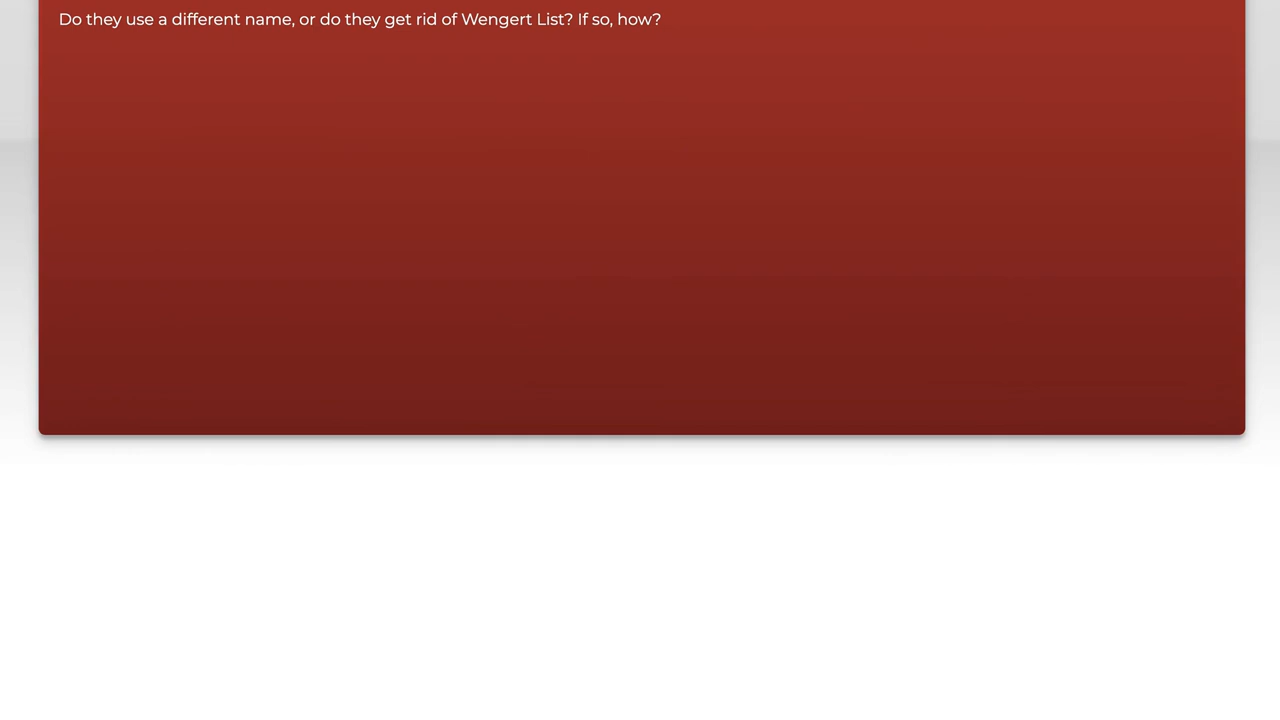 Do they use a different name, or do they get rid of Wengert List? If so, how?